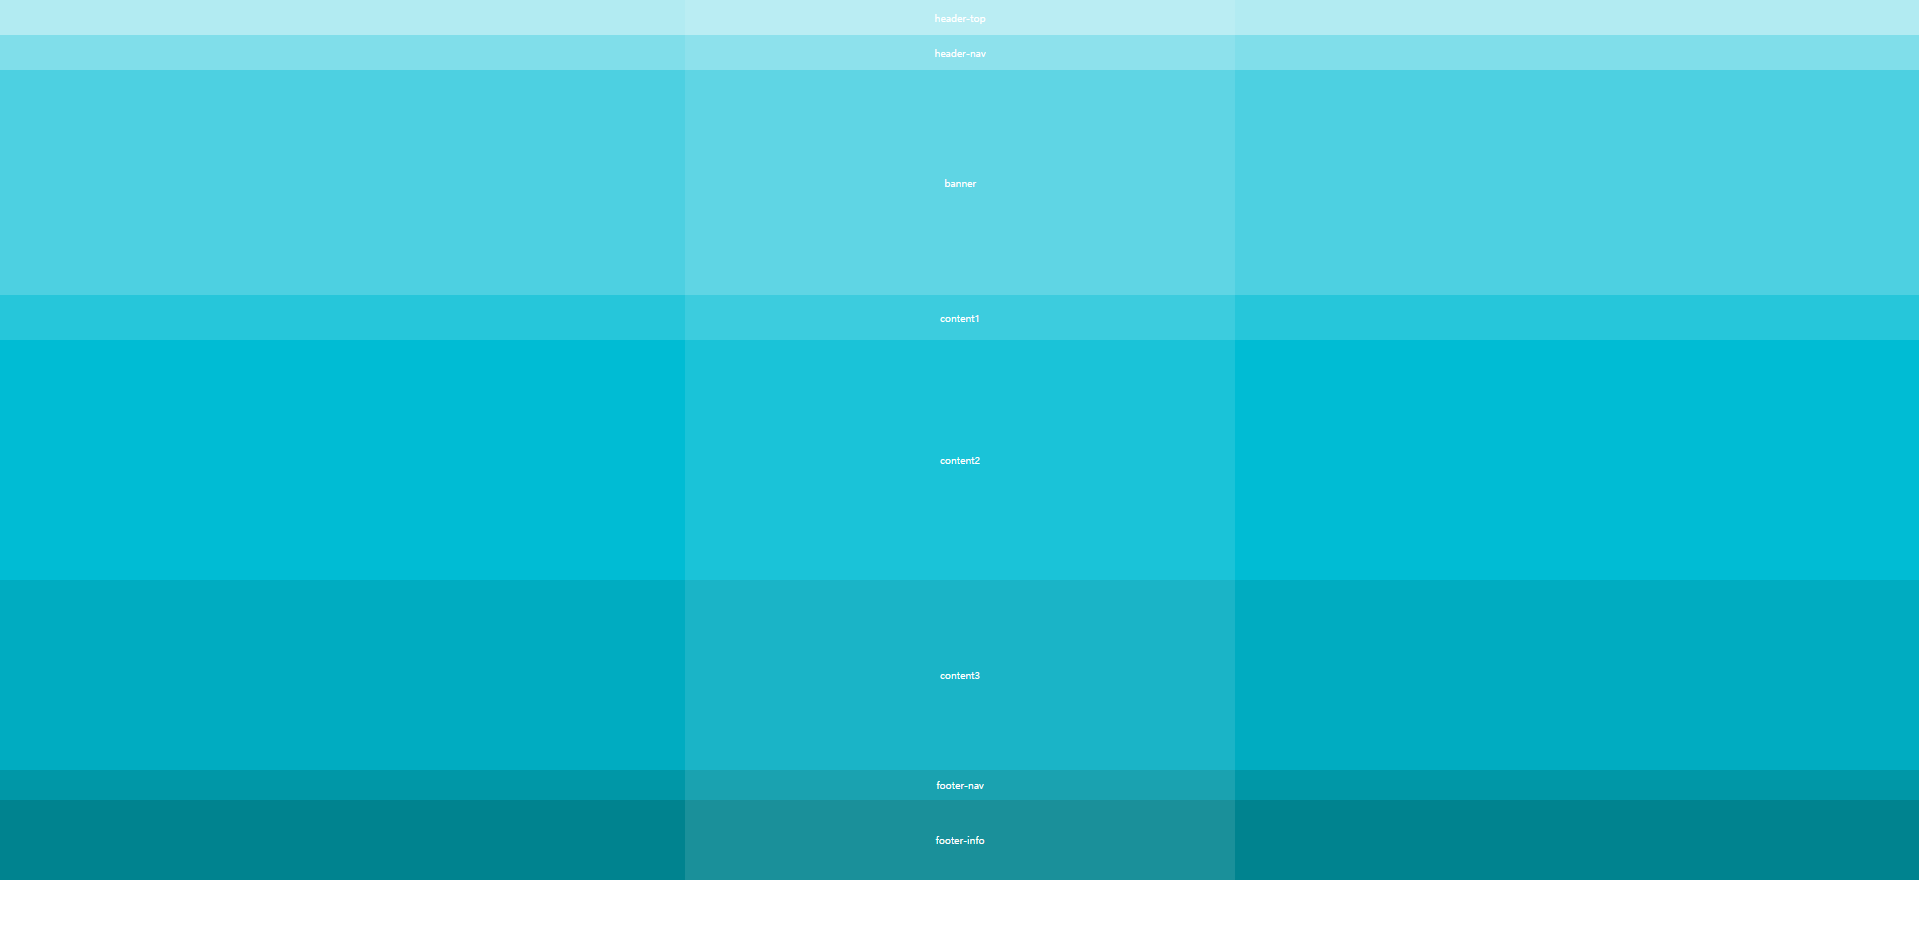 header-top
header-nav
banner
content1
content2
content3
footer-nav
footer-info